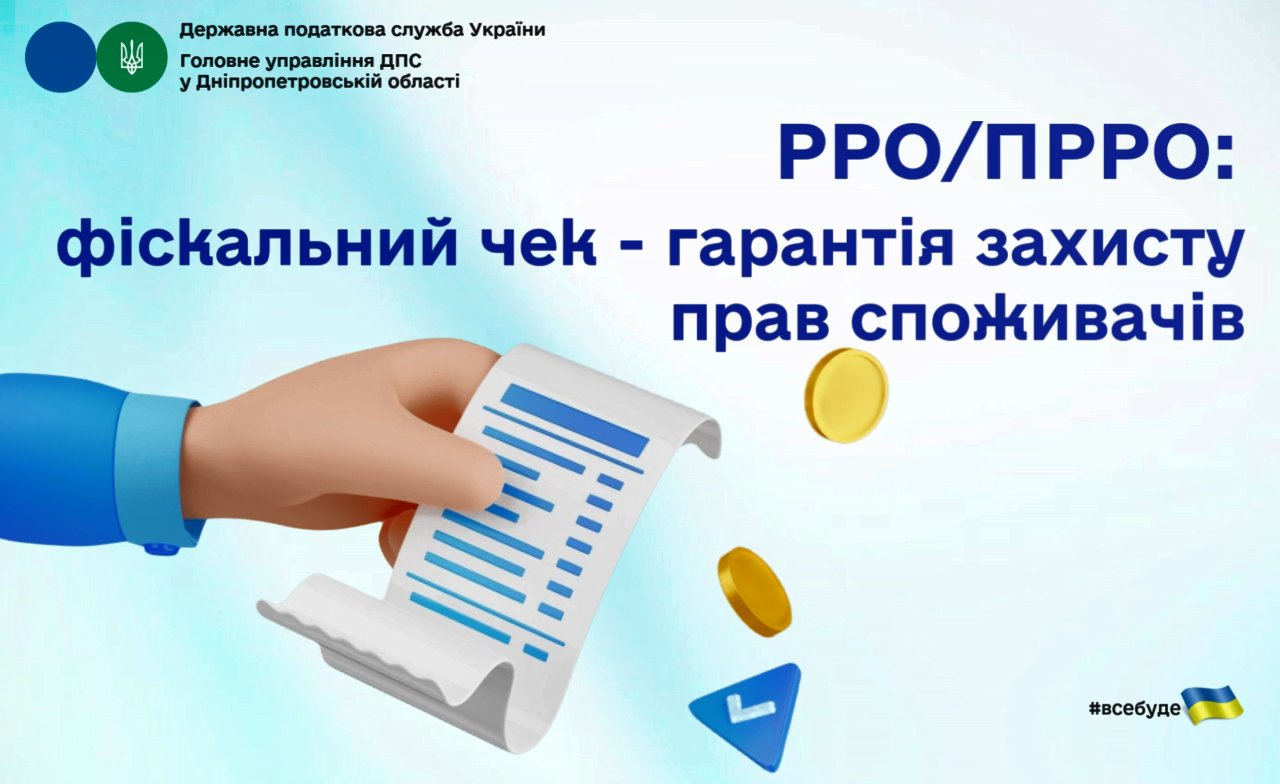 Державна податкова служба України
Головне управління ДПС
у Дніпропетровській області
РРО/ПРРО:
фіскальний чек - гарантія захисту
прав споживачів
#всебуде